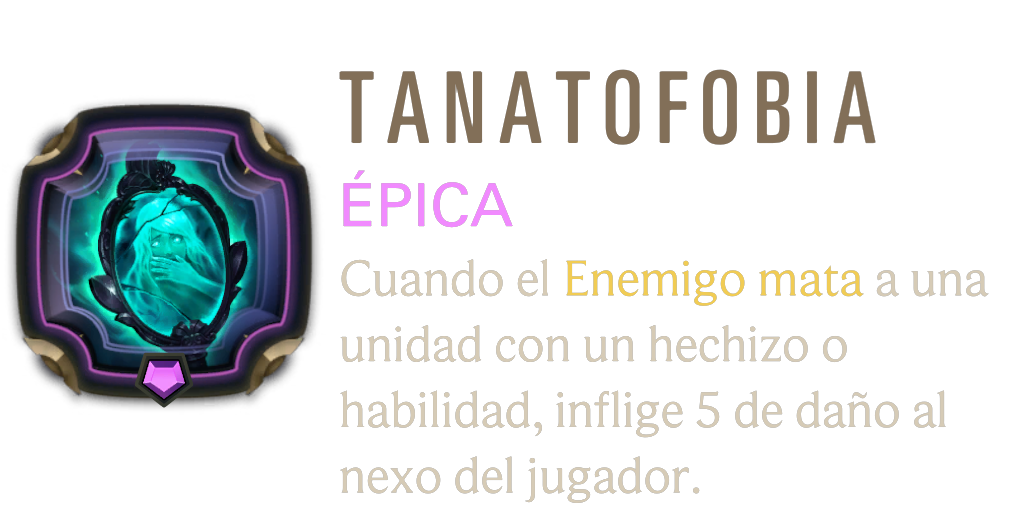 TANATOFOBIA
ÉPICA
Cuando el Enemigo mata a una
unidad con un hechizo o
habilidad, inflige 5 de daño al
nexo del jugador.